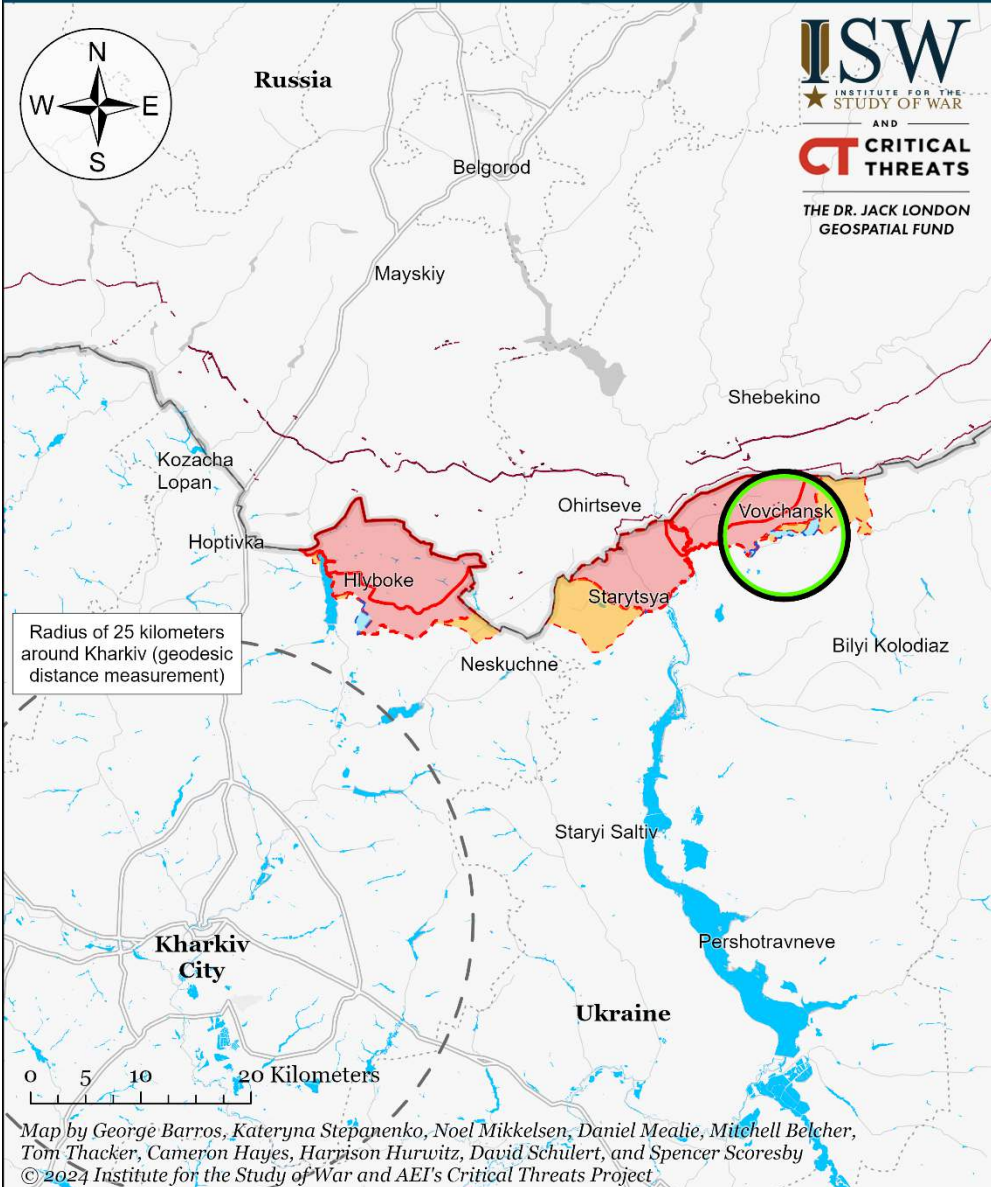 N
W
E
S
Russia
ISW
INSTITUTE FOR THE
STUDY OF WAR
AND
CT CRITICAL
THREATS
THE DR. JACK LONDON
GEOSPATIAL FUND
Belgorod
Mayskiy
Shebekino
Kozacha
Lopan
Ohirtseve
Vovchansk
Hoptivka
Hlyboke
Starytsya
Radius of 25 kilometers
around Kharkiv (geodesic
distance measurement)
Neskuchne
Bilyi Kolodiaz
Staryi Saltiv
Kharkiv
City
Pershotravneve
Ukraine
0 5 10 20 Kilometers
Map by George Barros, Kateryna Stepanenko, Noel Mikkelsen, Daniel Mealie, Mitchell Belcher,
Tom Thacker, Cameron Hayes, Harrison Hurwitz, David Schulert, and Spencer Scoresby
© 2024 Institute for the Study of War and AEI's Critical Threats Project